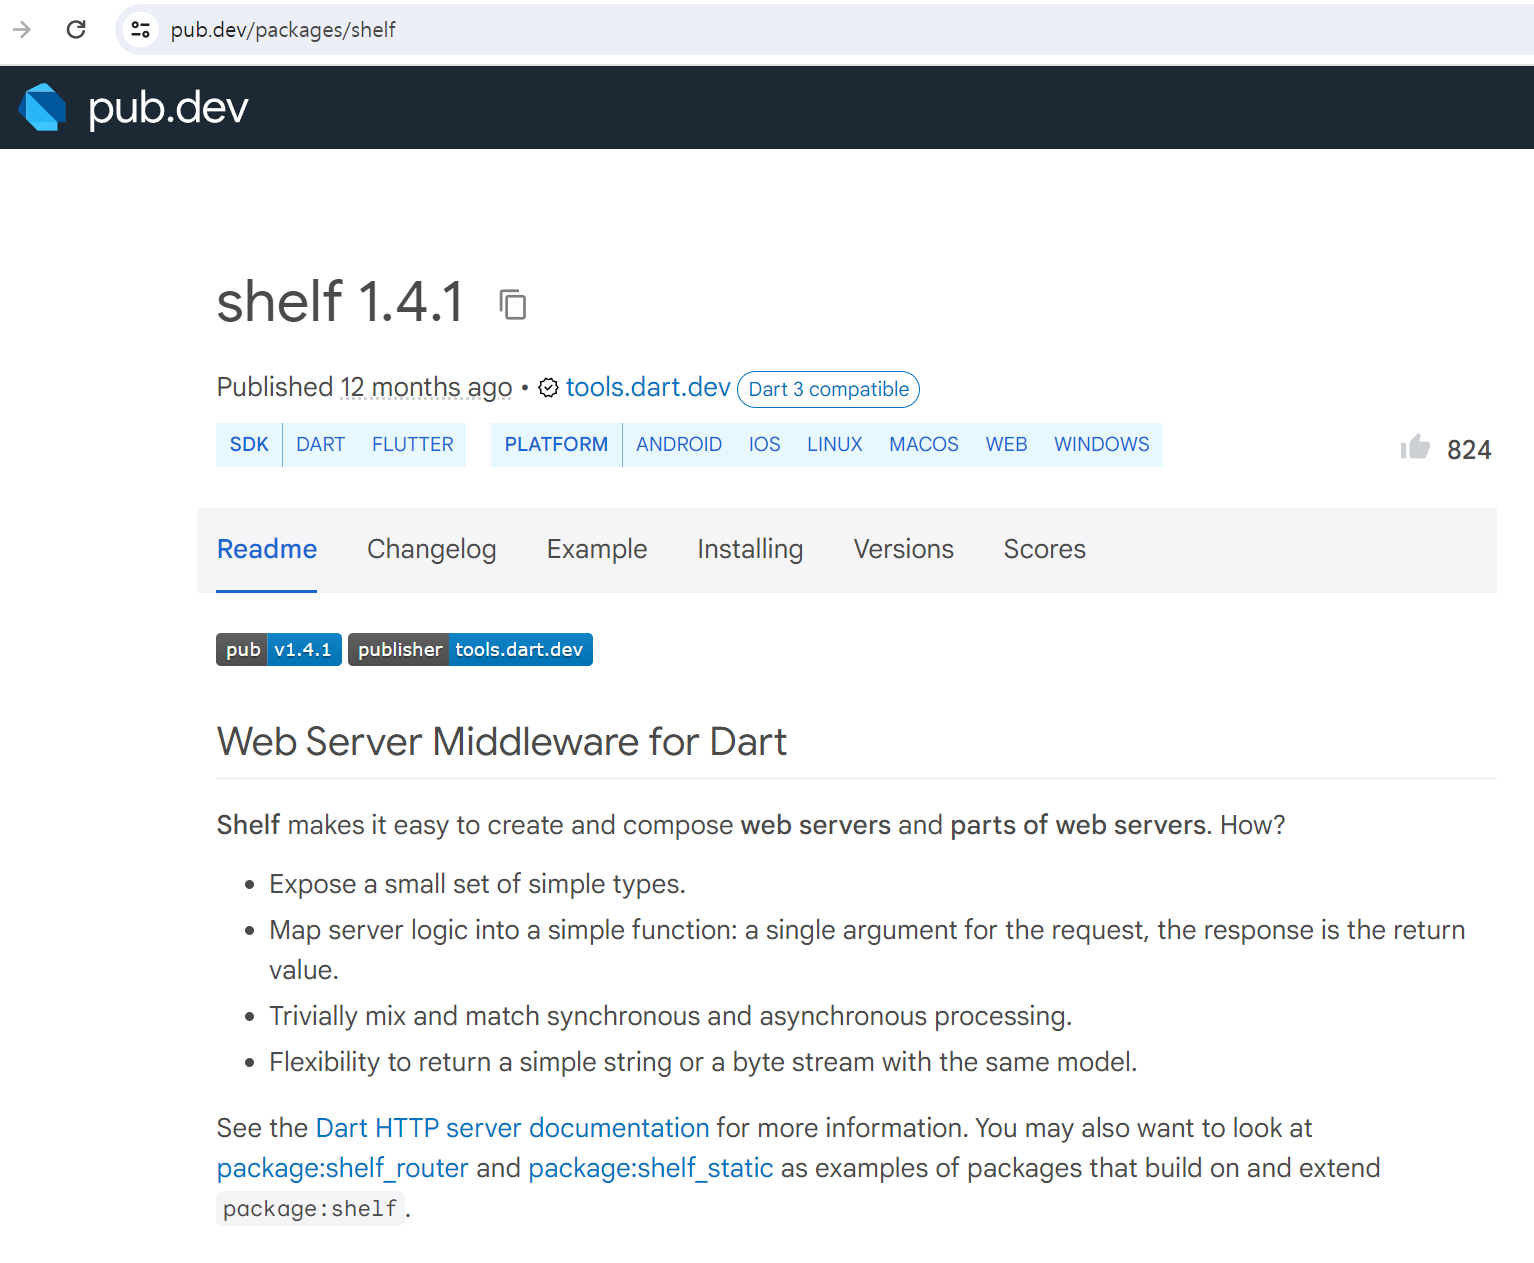 pub.dev/packages/shelf
pub.dev
shelf 1.4.1
Published 12 months ago • tools.dart.dev Dart 3 compatible
SDK DART FLUTTER PLATFORM ANDROID IOS LINUX MACOS WEB WINDOWS 824
Readme Changelog Example Installing Versions Scores
pub v1.4.1 publisher tools.dart.dev
Web Server Middleware for Dart
Shelf makes it easy to create and compose web servers and parts of web servers. How?
• Expose a small set of simple types.
• Map server logic into a simple function: a single argument for the request, the response is the return
value.
• Trivially mix and match synchronous and asynchronous processing.
• Flexibility to return a simple string or a byte stream with the same model.
See the Dart HTTP server documentation for more information. You may also want to look at
package:shelf_router and package:shelf_static as examples of packages that build on and extend
package:shelf.